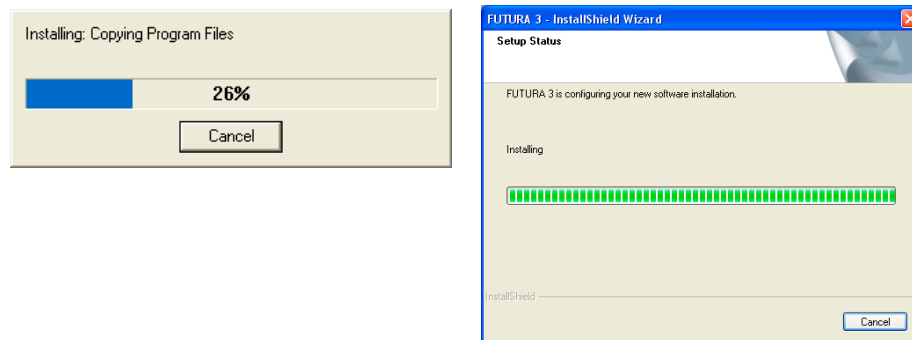 Installing: Copying Program Files
26%
Cancel
FUTURA 3 - InstallShield Wizard
Setup Status
FUTURA 3 is configuring your new software installation.
Installing
InstallShield
Cancel